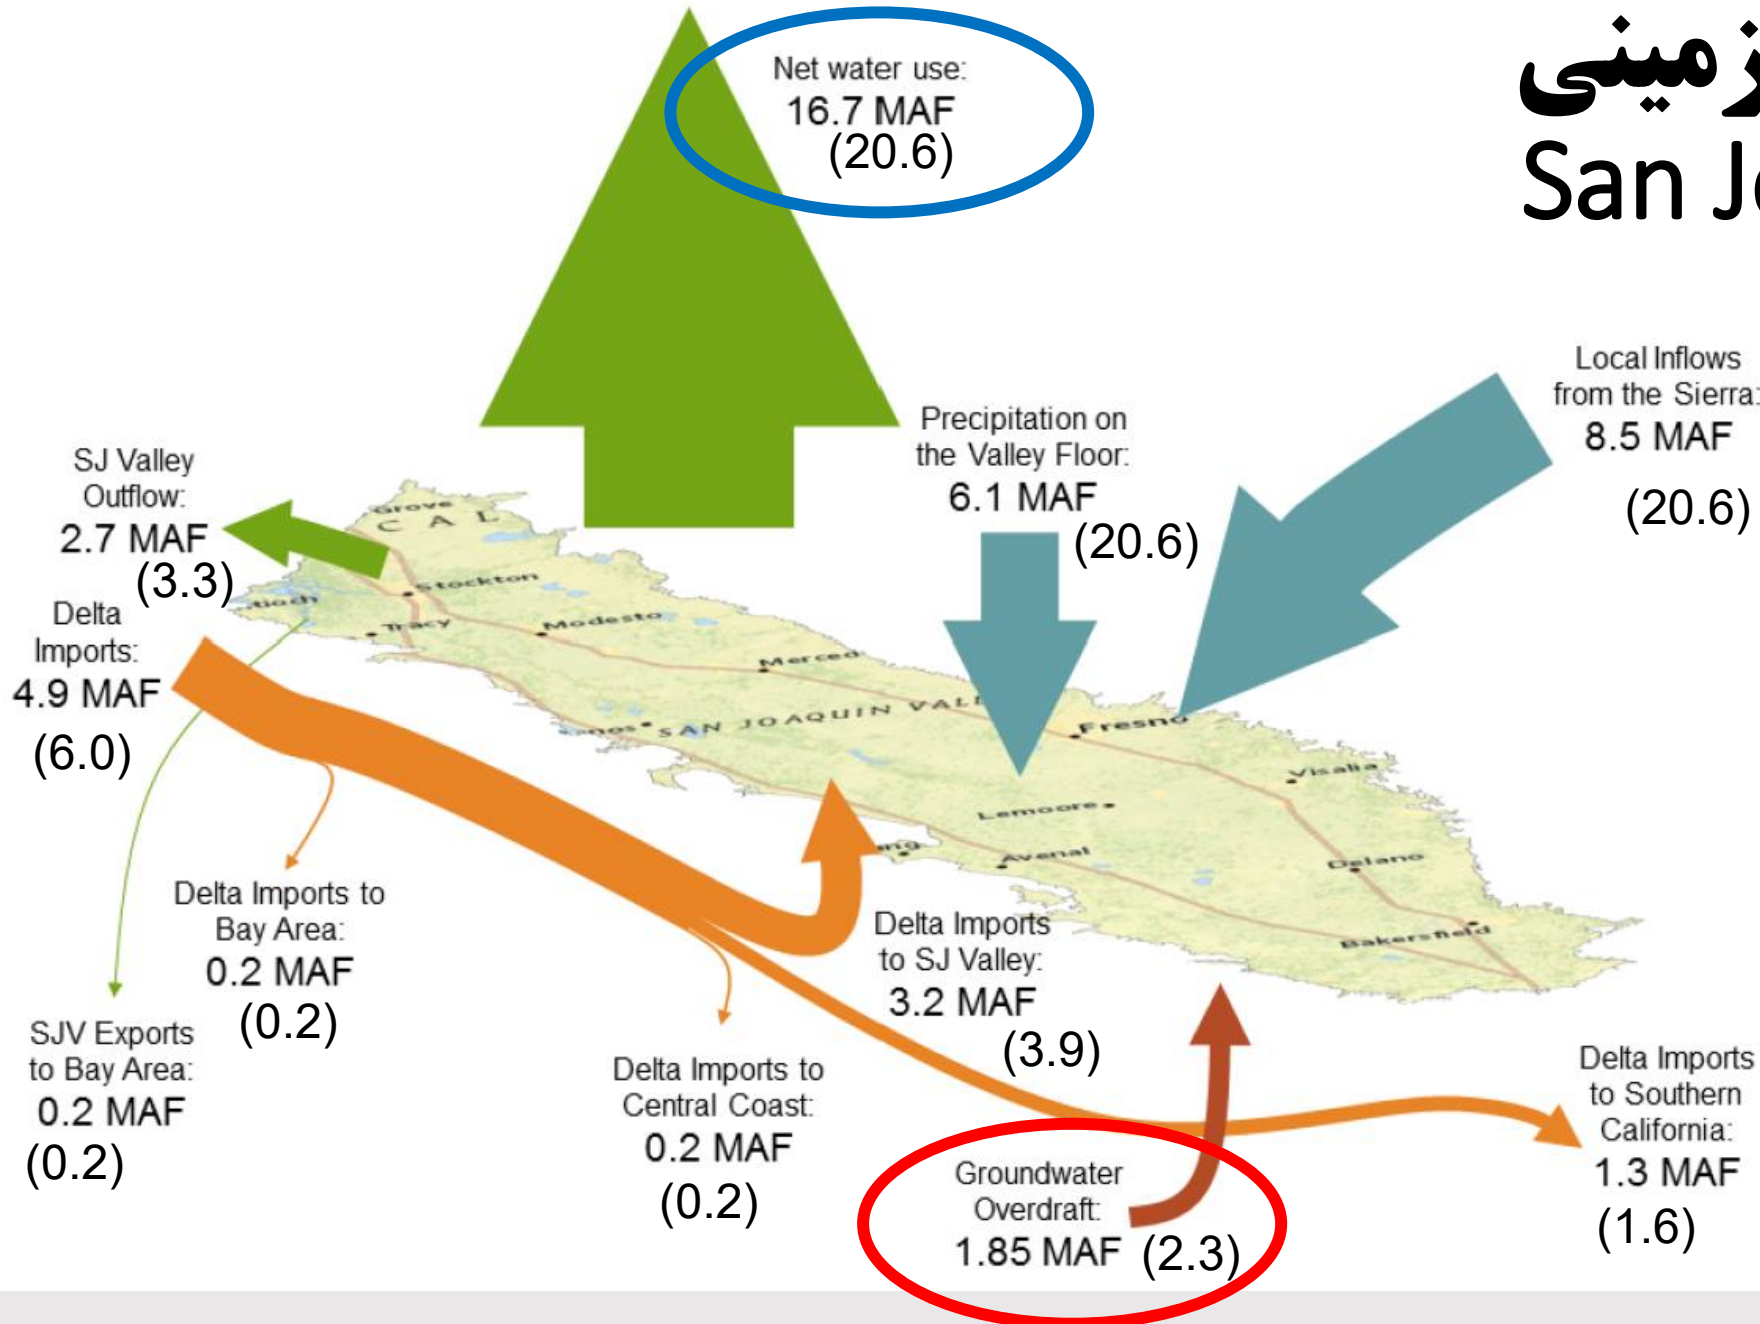 Net water use:
16.7 MAF
(20.6)
San J
Local Inflows
from the Sierra:
8.5 MAF
(20.6)
Precipitation on
the Valley Floor:
6.1 MAF
(20.6)
SJ Valley
Outflow:
2.7 MAF
(3.3)
Delta
Imports:
4.9 MAF
(6.0)
Grove
C A L
Stockton
Tracy
Modesto
Merced
SAN JOAQUIN VALL
Fresno
Visalia
Lemoore
Avenal
Delano
Bakersfield
Delta Imports to
Bay Area:
0.2 MAF
(0.2)
SJV Exports
to Bay Area:
0.2 MAF
(0.2)
Delta Imports to
Central Coast:
0.2 MAF
(0.2)
Delta Imports
to SJ Valley:
3.2 MAF
(3.9)
Groundwater
Overdraft:
1.85 MAF (2.3)
Delta Imports
to Southern
California:
1.3 MAF
(1.6)